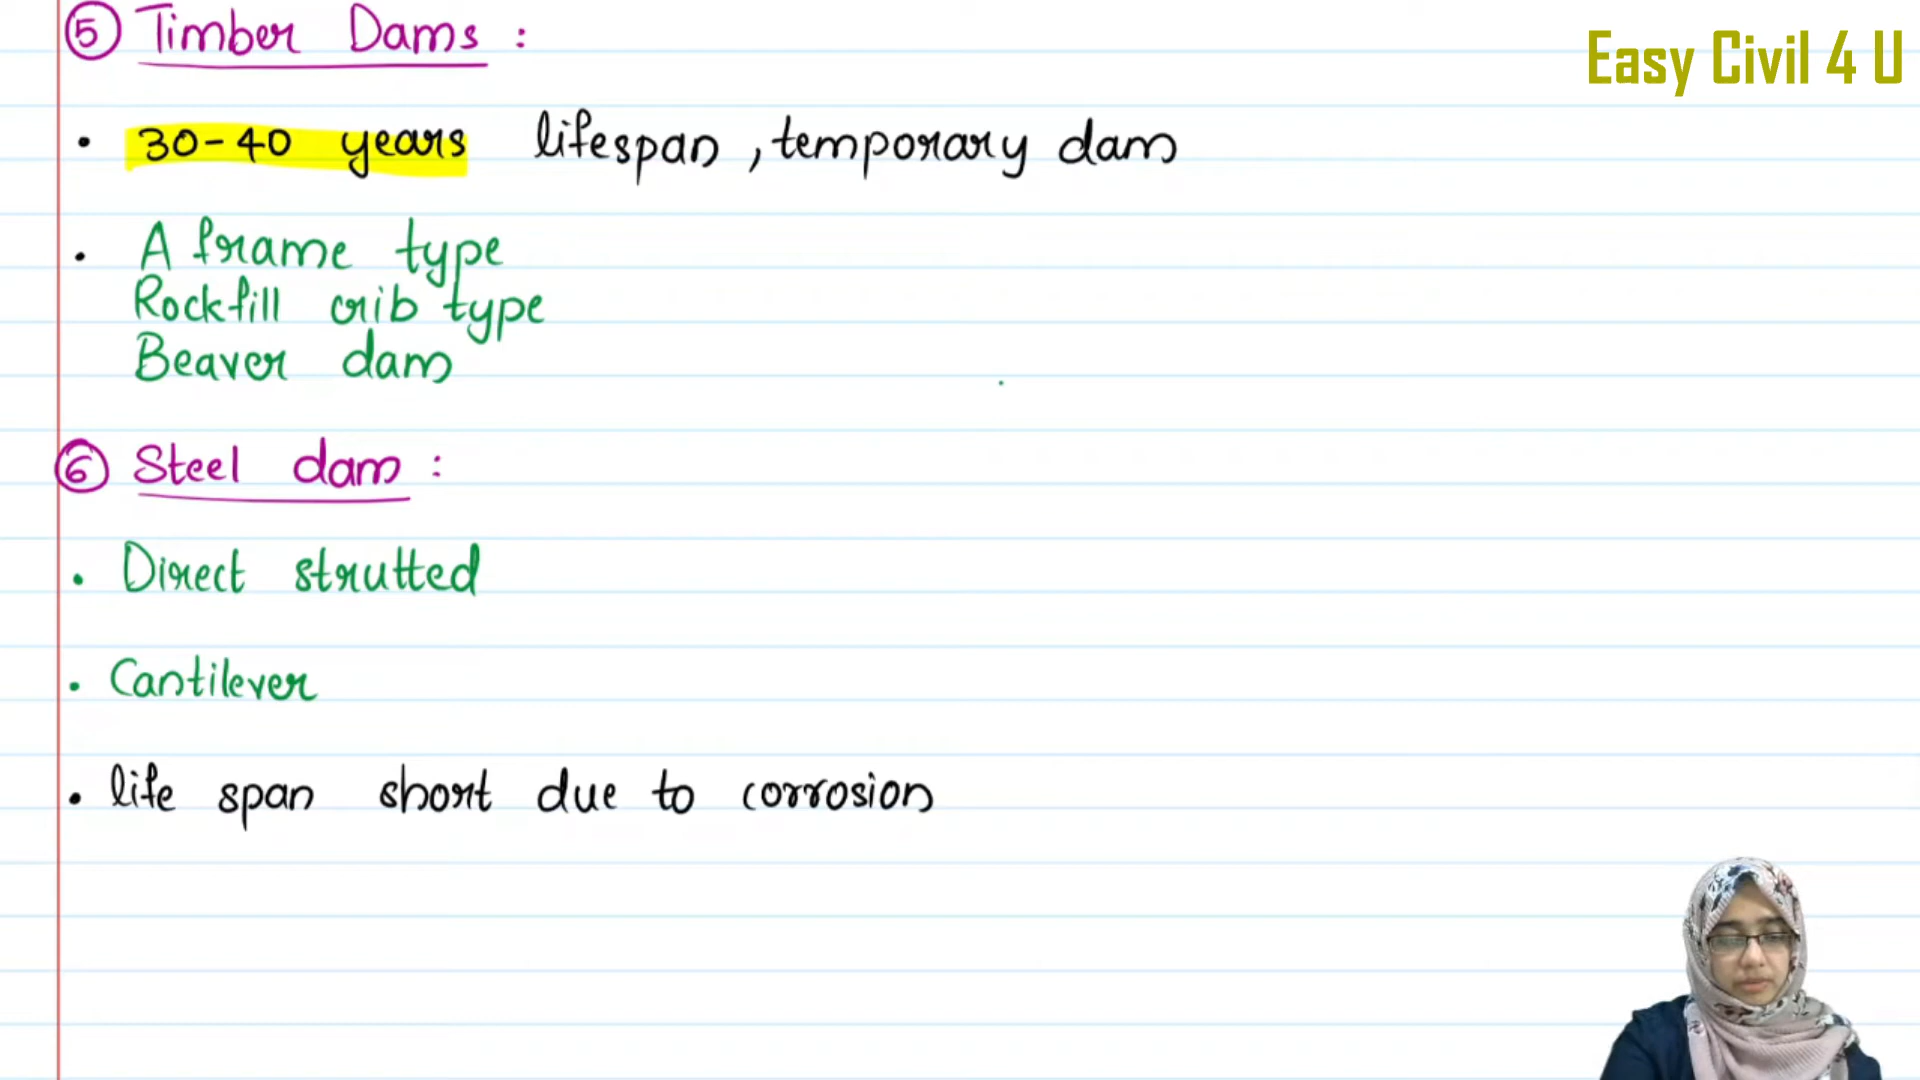 ⑤ Timber Dams :
Easy Civil 4 U
• 30-40 years lifespan, temporary dam
• A frame type
Rockfill crib type
Beaver dam
⑥ Steel dam :
• Direct strutted
• Cantilever
• life span short due to corrosion